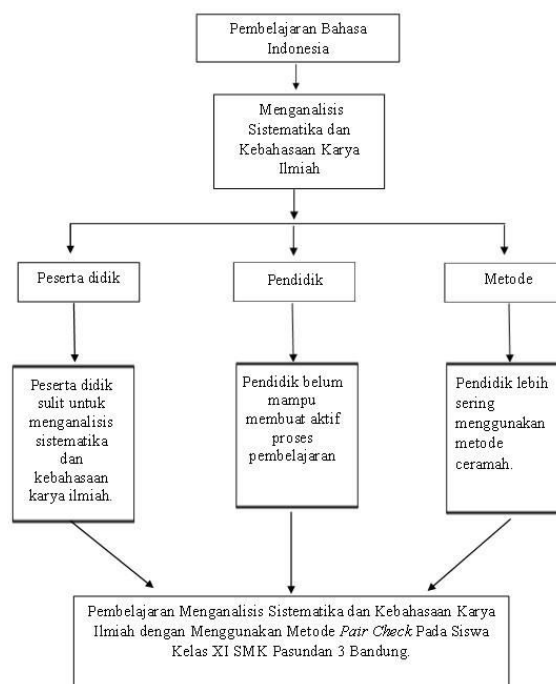 Pembelajaran Bahasa
Indonesia
Menganalisis
Sistematika dan
Kebahasaan Karya
Ilmiah
Peserta didik
Pendidik
Metode
Peserta didik
sulit untuk
menganalisis
sistematika
dan
kebahasaan
karya ilmiah.
Pendidik belum
mampu
membuat aktif
proses
pembelajaran
Pendidik lebih
sering
menggunakan
metode
ceramah.
Pembelajaran Menganalisis Sistematika dan Kebahasaan Karya
Ilmiah dengan Menggunakan Metode Pair Check Pada Siswa
Kelas XI SMK Pasundan 3 Bandung.